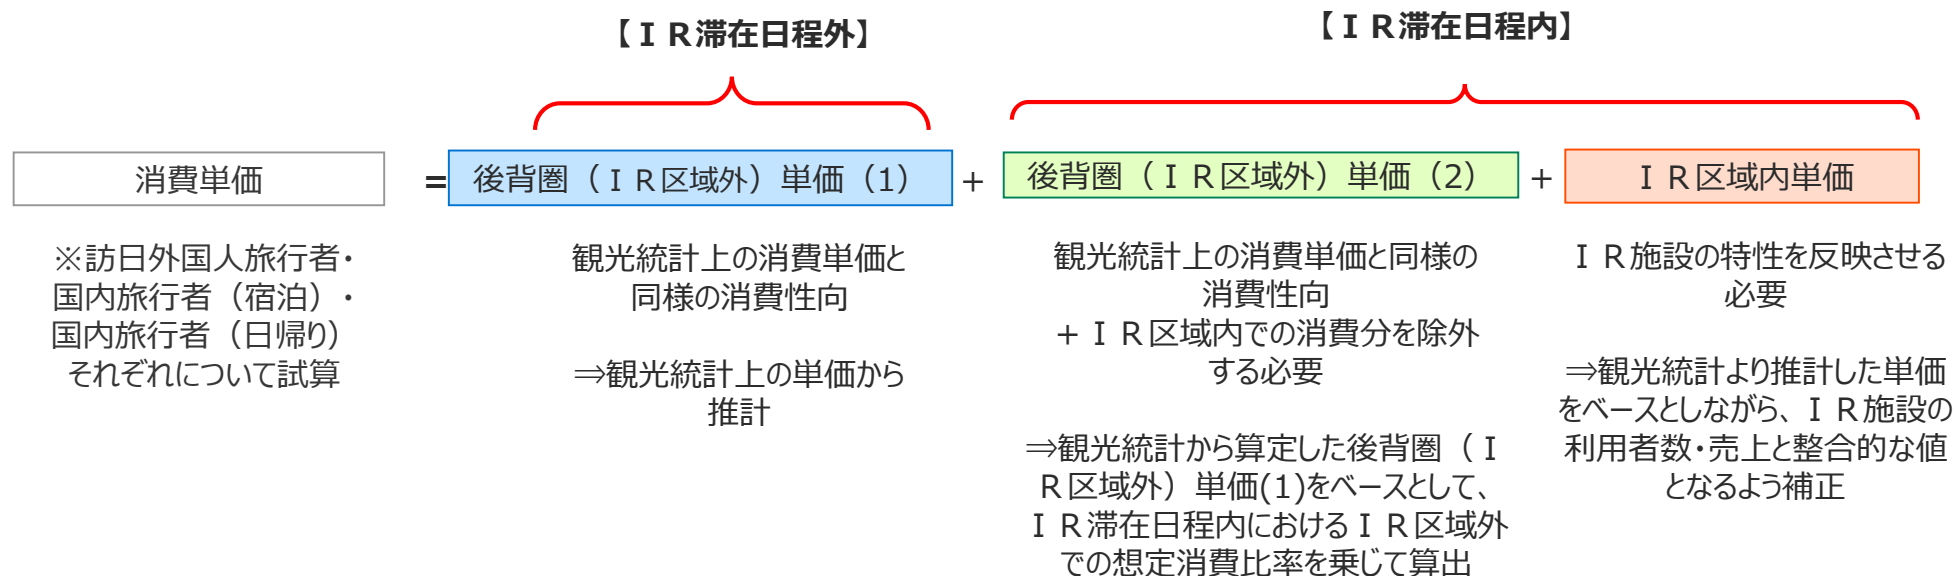 【ＩＲ滞在日程外】
【ＩＲ滞在日程内】
消費単価
=
後背圏（ＩＲ区域外）単価（1）
+
後背圏（ＩＲ区域外）単価（2）
+
ＩＲ区域内単価
※訪日外国人旅行者・
国内旅行者（宿泊）・
国内旅行者（日帰り）
それぞれについて試算
観光統計上の消費単価と
同様の消費性向
⇒観光統計上の単価から
推計
観光統計上の消費単価と同様の
消費性向
＋ＩＲ区域内での消費分を除外
する必要
⇒観光統計から算定した後背圏（Ｉ
Ｒ区域外）単価(1)をベースとして、
ＩＲ滞在日程内におけるＩＲ区域外
での想定消費比率を乗じて算出
ＩＲ施設の特性を反映させる
必要
⇒観光統計より推計した単価
をベースとしながら、ＩＲ施設の
利用者数・売上と整合的な値
となるよう補正